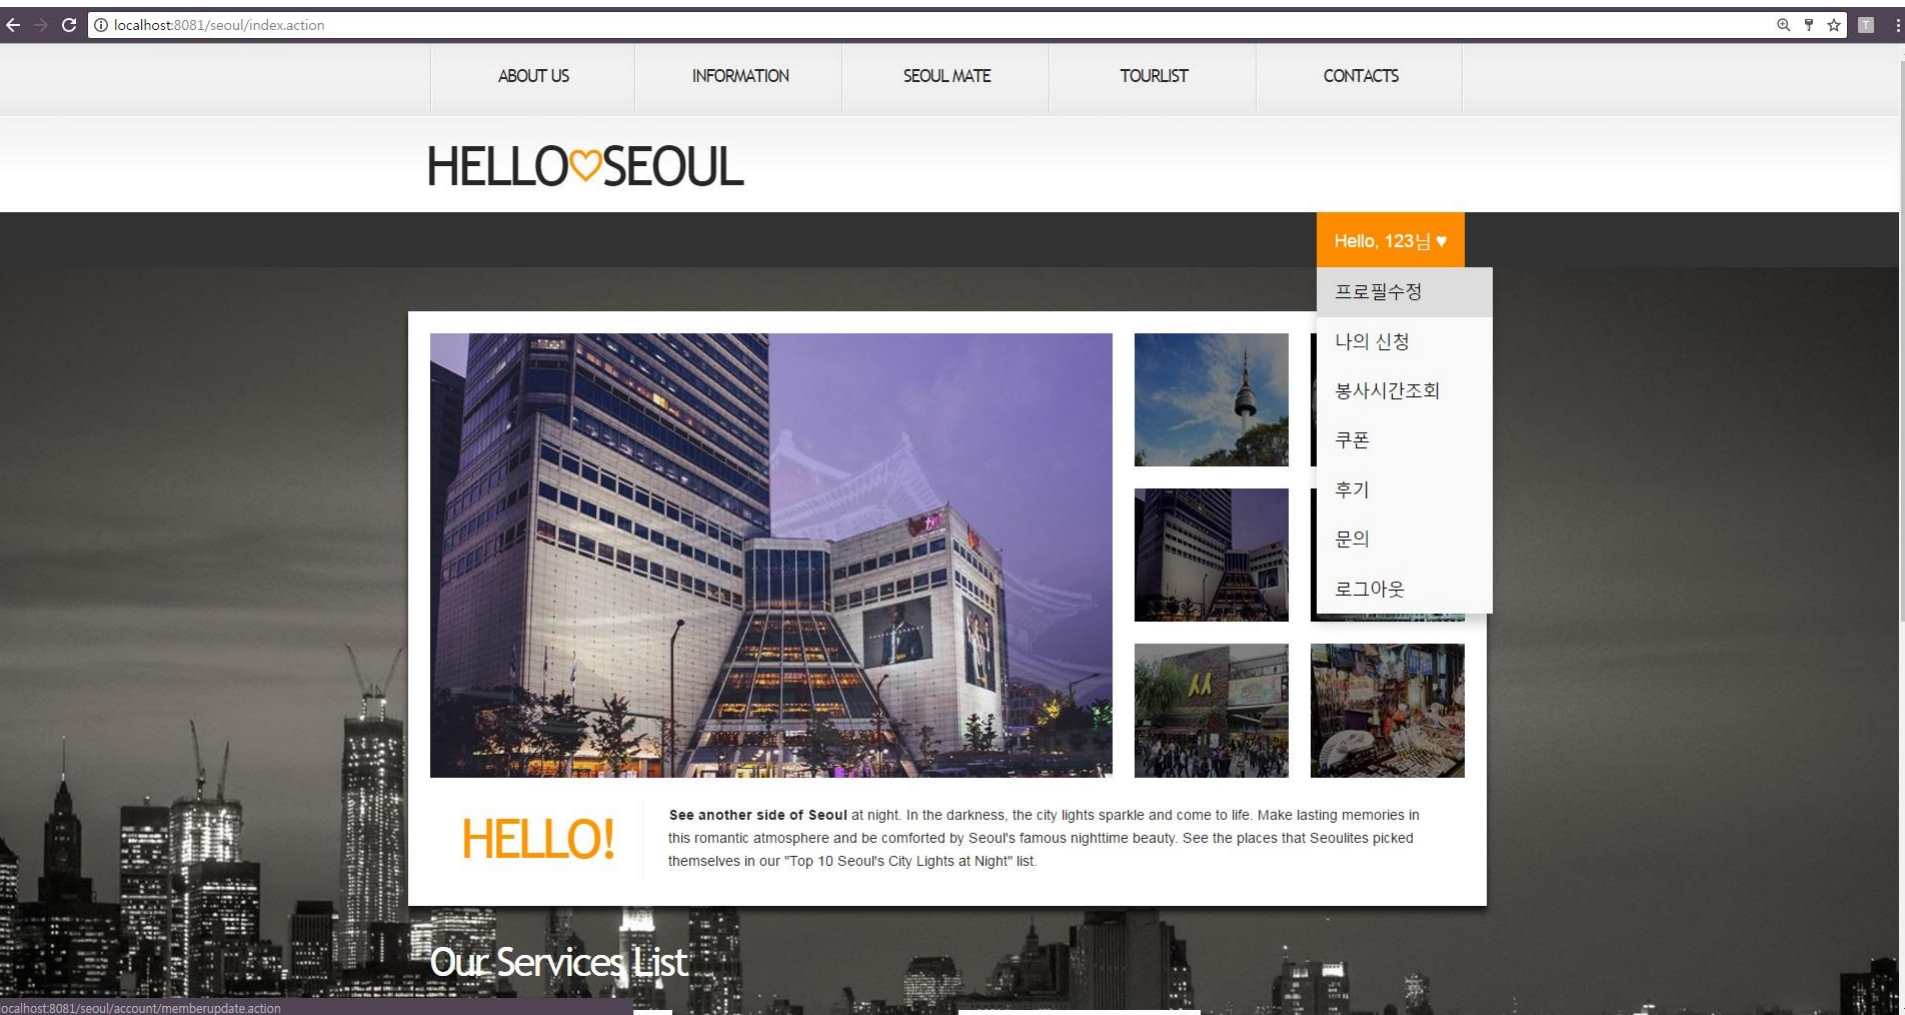 localhost:8081/seoul/index.action
T
ABOUT US
INFORMATION
SEOUL MATE
TOURLIST
CONTACTS
HELLO♡SEOUL
Hello, 123님 ♥
프로필수정
나의 신청
봉사시간조회
쿠폰
후기
문의
로그아웃
HELLO!
See another side of Seoul at night. In the darkness, the city lights sparkle and come to life. Make lasting memories in
this romantic atmosphere and be comforted by Seoul's famous nighttime beauty. See the places that Seoulites picked
themselves in our "Top 10 Seoul's City Lights at Night" list.
Our Services List
localhost:8081/seoul/account/memberupdate.action